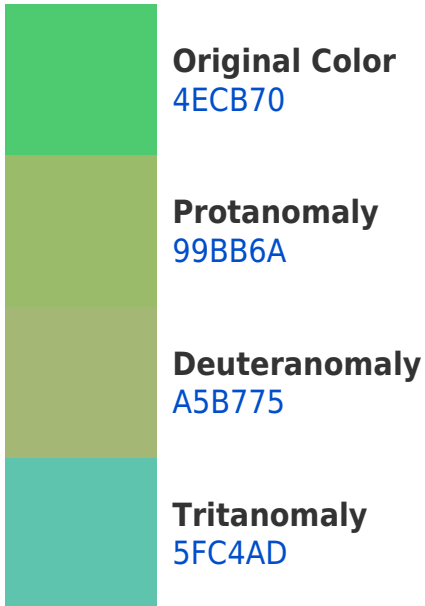 Original Color
4ECB70
Protanomaly
99BB6A
Deuteranomaly
A5B775
Tritanomaly
5FC4AD